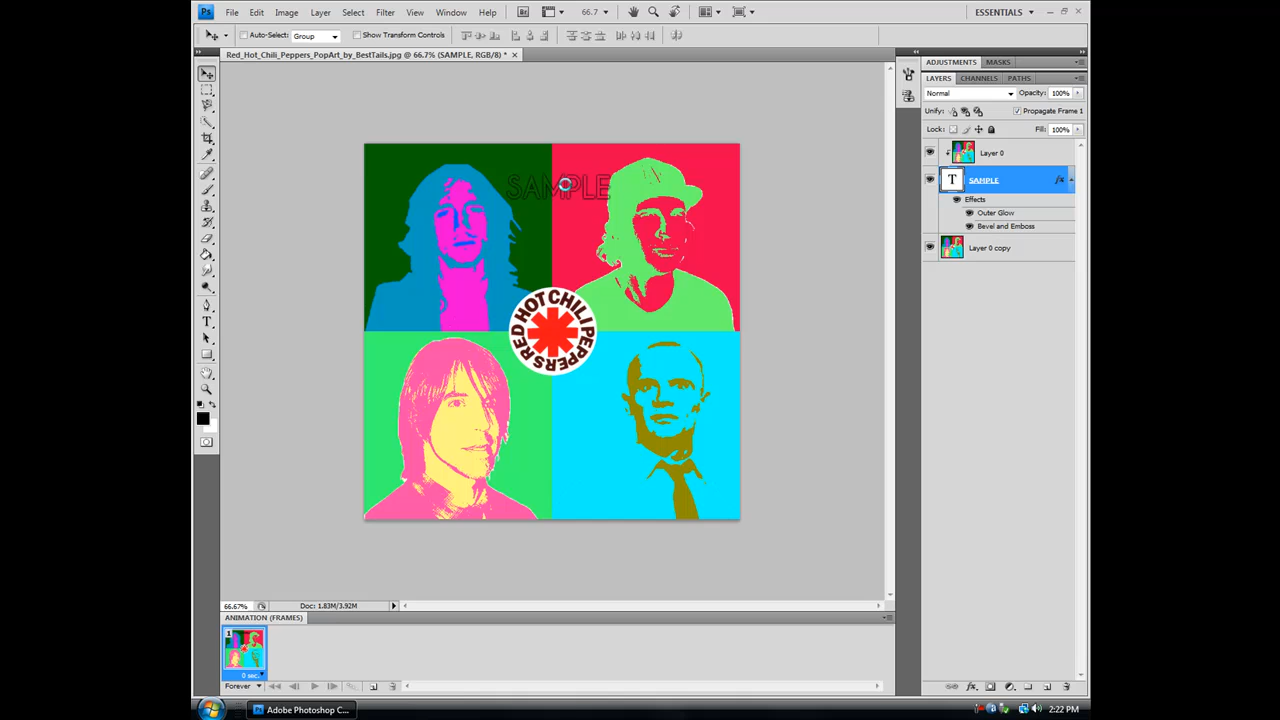 Ps File Edit Image Layer Select Filter View Window Help Br 66.7 ESSENTIALS
Auto-Select: Group Show Transform Controls
Red_Hot_Chili_Peppers_PopArt_by_BestTails.jpg @ 66.7% (SAMPLE, RGB/8) *
ADJUSTMENTS MASKS
LAYERS CHANNELS PATHS
Normal Opacity: 100%
Unify: Propagate Frame 1
Lock: Fill: 100%
Layer 0
T SAMPLE fx
Effects
Outer Glow
Bevel and Emboss
Layer 0 copy
SAMPLE
RED HOT CHILI PEPPERS
66.67% Doc: 1.83M/3.92M
ANIMATION (FRAMES)
1
0 sec.
Forever
Adobe Photoshop C... 2:22 PM